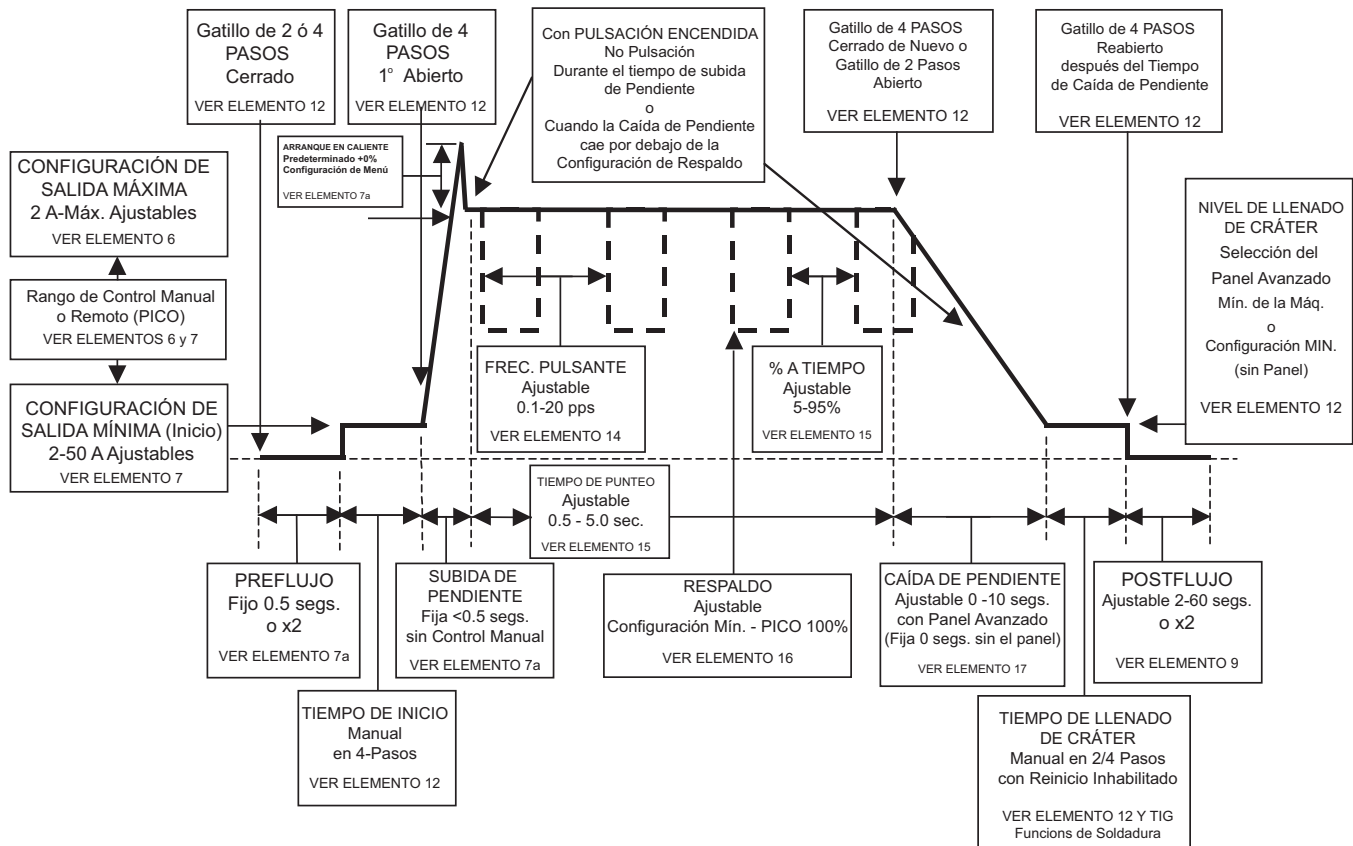 Gatillo de 2 ó 4
PASOS
Cerrado
VER ELEMENTO 12
Gatillo de 4
PASOS
1° Abierto
VER ELEMENTO 12
Con PULSACIÓN ENCENDIDA
No Pulsación
Durante el tiempo de subida
de Pendiente
o
Cuando la Caída de Pendiente
cae por debajo de la
Configuración de Respaldo
Gatillo de 4 PASOS
Cerrado de Nuevo o
Gatillo de 2 Pasos
Abierto
VER ELEMENTO 12
Gatillo de 4 PASOS
Reabierto
después del Tiempo
de Caída de Pendiente
VER ELEMENTO 12
ARRANQUE EN CALIENTE
Predeterminado +0%
Configuración de Menú
VER ELEMENTO 7a
CONFIGURACIÓN DE
SALIDA MÁXIMA
2 A-Máx. Ajustables
VER ELEMENTO 6
Rango de Control Manual
o Remoto (PICO)
VER ELEMENTOS 6 y 7
CONFIGURACIÓN DE
SALIDA MÍNIMA (Inicio)
2-50 A Ajustables
VER ELEMENTO 7
NIVEL DE LLENADO
DE CRÁTER
Selección del
Panel Avanzado
Mín. de la Máq.
o
Configuración MIN.
(sin Panel)
VER ELEMENTO 12
FREC. PULSANTE
Ajustable
0.1-20 pps
VER ELEMENTO 14
% A TIEMPO
Ajustable
5-95%
VER ELEMENTO 15
TIEMPO DE PUNTEO
Ajustable
0.5 - 5.0 sec.
VER ELEMENTO 15
PREFLUJO
Fijo 0.5 segs.
o x2
VER ELEMENTO 7a
SUBIDA DE
PENDIENTE
Fija <0.5 segs.
sin Control Manual
VER ELEMENTO 7a
RESPALDO
Ajustable
Configuración Mín. - PICO 100%
VER ELEMENTO 16
CAÍDA DE PENDIENTE
Ajustable 0 -10 segs.
con Panel Avanzado
(Fija 0 segs. sin el panel)
VER ELEMENTO 17
POSTFLUJO
Ajustable 2-60 segs.
o x2
VER ELEMENTO 9
TIEMPO DE INICIO
Manual
en 4-Pasos
VER ELEMENTO 12
TIEMPO DE LLENADO
DE CRÁTER
Manual en 2/4 Pasos
con Reinicio Inhabilitado
VER ELEMENTO 12 Y TIG
Funcions de Soldadura